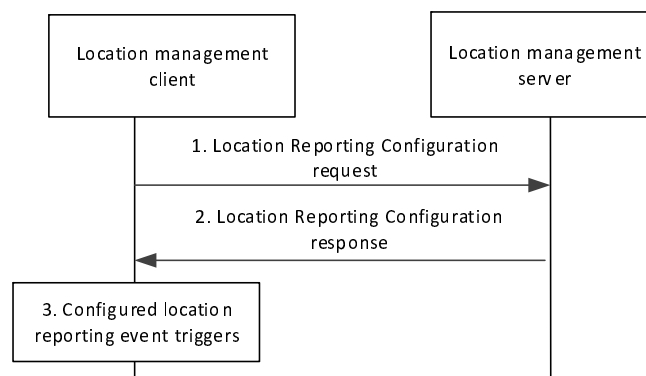 Location management
client
Location management
server
1. Location Reporting Configuration
request
2. Location Reporting Configuration
response
3. Configured location
reporting event triggers